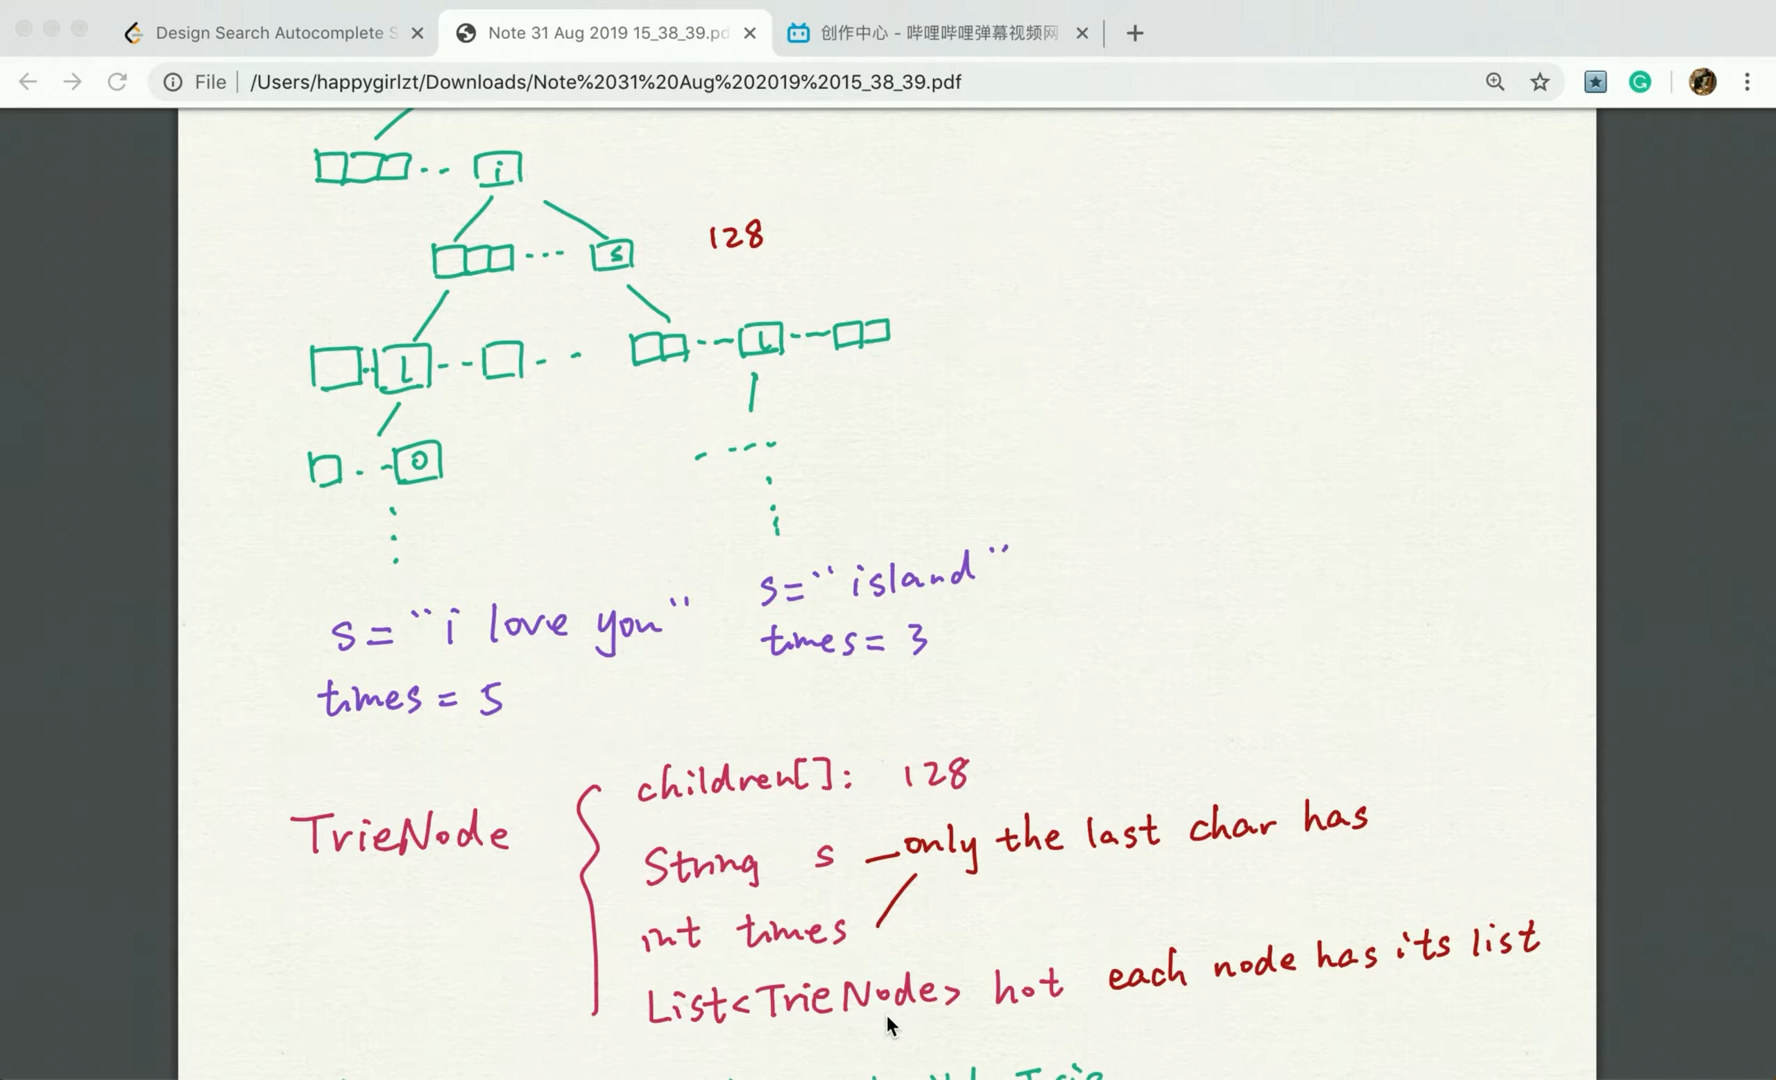 Design Search Autocomplete S
Note 31 Aug 2019 15_38_39.pd
创作中心 - 哔哩哔哩弹幕视频网
File
/Users/happygirlzt/Downloads/Note%2031%20Aug%202019%2015_38_39.pdf
i
s
128
l
l
o
s= "island"
s= "i love you"
times= 3
times = 5
children[]: 128
TrieNode
String s — only the last char has
int times
List<TrieNode> hot each node has its list
Trie